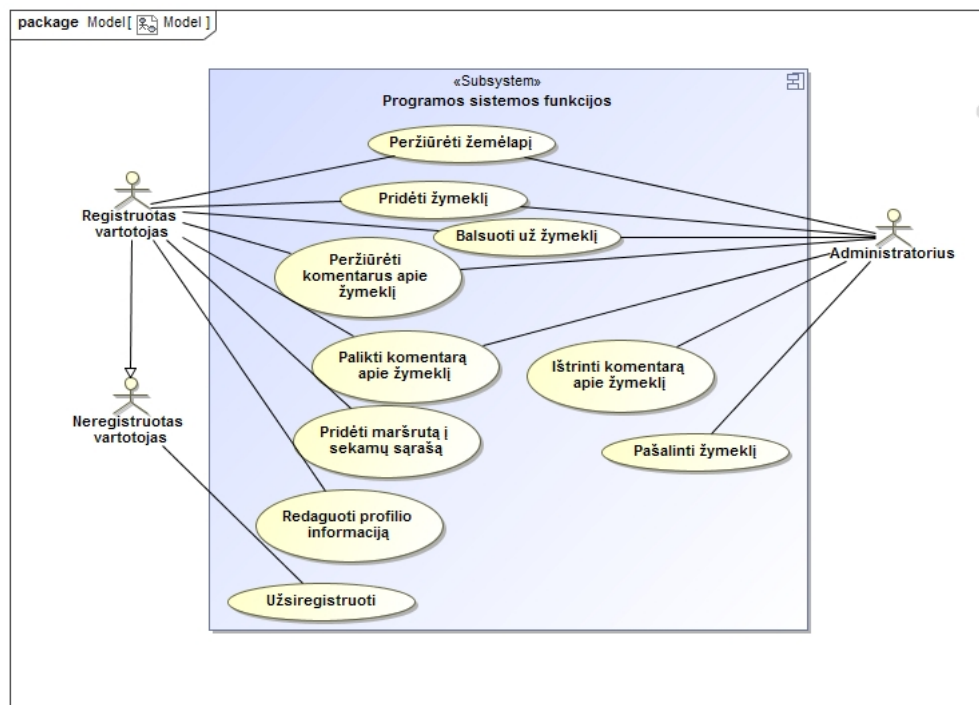 package Model [ Model ]
«Subsystem»
Programos sistemos funkcijos
Peržiūrėti žemėlapį
Pridėti žymeklį
Balsuoti už žymeklį
Registruotas
vartotojas
Administratorius
Peržiūrėti
komentarus apie
žymeklį
Palikti komentarą
apie žymeklį
Ištrinti komentarą
apie žymeklį
Neregistruotas
vartotojas
Pridėti maršrutą į
sekamų sąrašą
Pašalinti žymeklį
Redaguoti profilio
informaciją
Užsiregistruoti